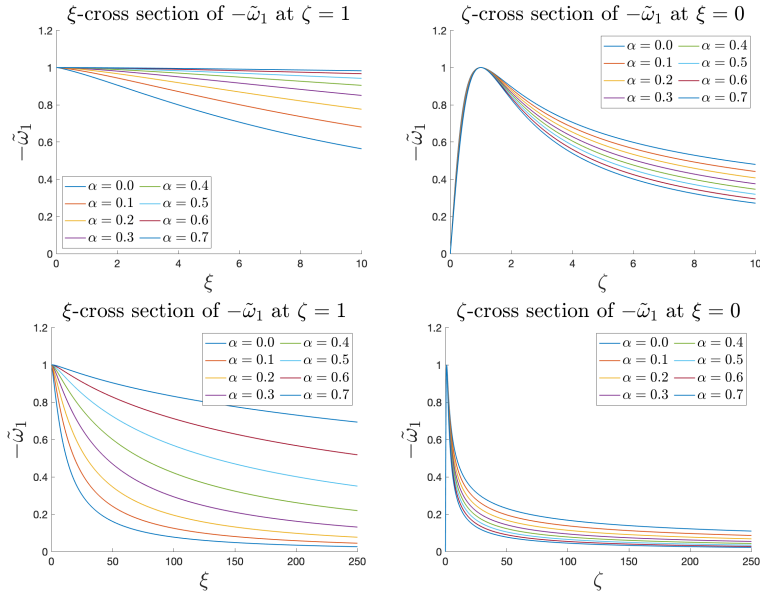 ξ-cross section of −ω̃₁ at ζ = 1
1.2
1
0.8
0.6
0.4
0.2
0
−ω̃₁
α = 0.0 α = 0.4
α = 0.1 α = 0.5
α = 0.2 α = 0.6
α = 0.3 α = 0.7
0 2 4 6 8 10
ξ
ζ-cross section of −ω̃₁ at ξ = 0
1.2
1
0.8
0.6
0.4
0.2
0
−ω̃₁
α = 0.0 α = 0.4
α = 0.1 α = 0.5
α = 0.2 α = 0.6
α = 0.3 α = 0.7
0 2 4 6 8 10
ζ
ξ-cross section of −ω̃₁ at ζ = 1
1.2
1
0.8
0.6
0.4
0.2
0
−ω̃₁
α = 0.0 α = 0.4
α = 0.1 α = 0.5
α = 0.2 α = 0.6
α = 0.3 α = 0.7
0 50 100 150 200 250
ξ
ζ-cross section of −ω̃₁ at ξ = 0
1.2
1
0.8
0.6
0.4
0.2
0
−ω̃₁
α = 0.0 α = 0.4
α = 0.1 α = 0.5
α = 0.2 α = 0.6
α = 0.3 α = 0.7
0 50 100 150 200 250
ζ